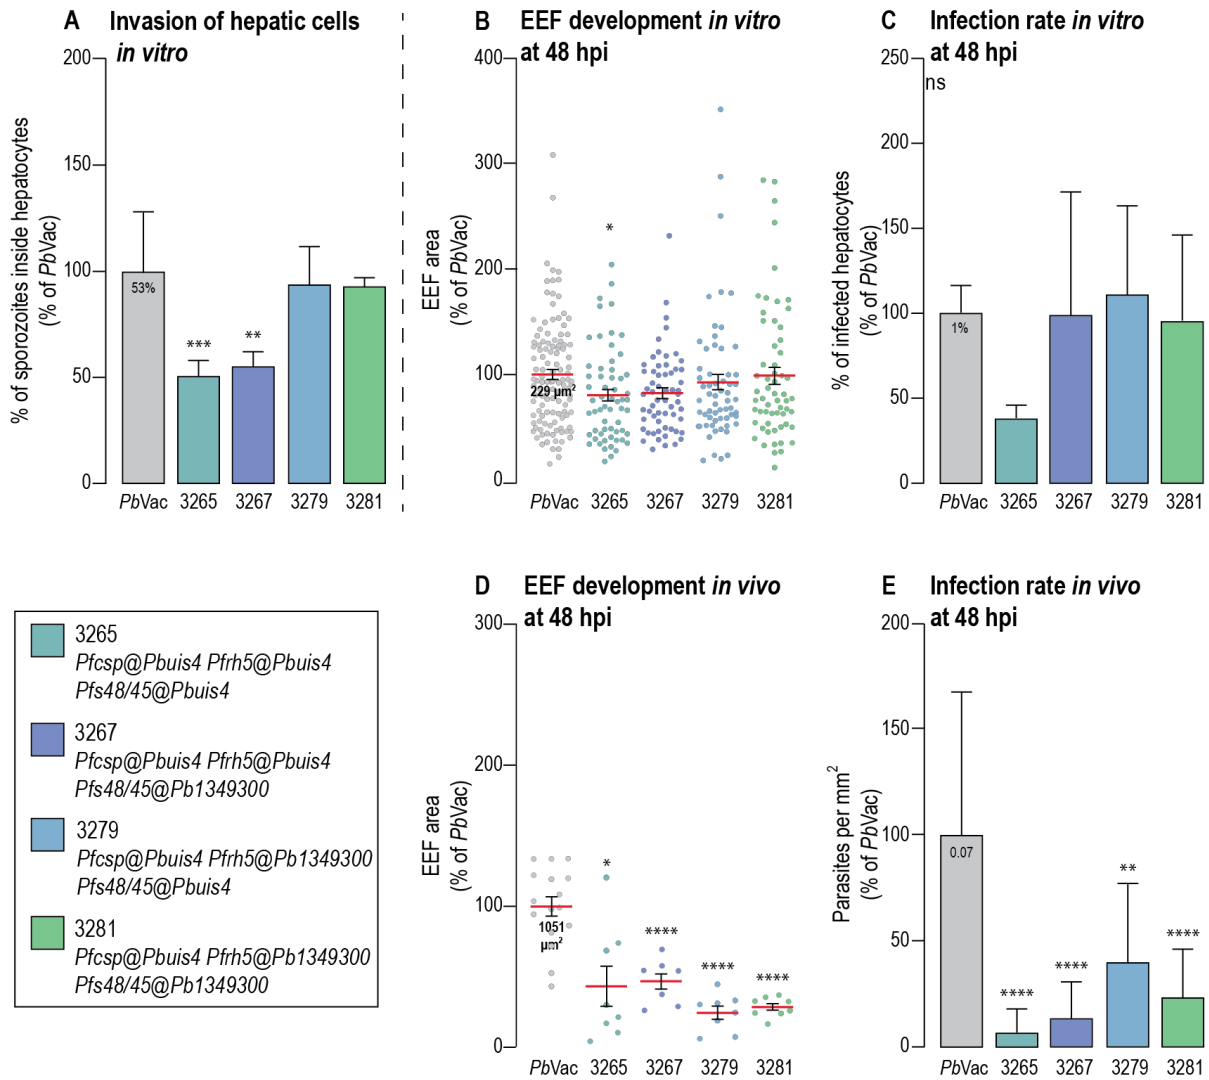 A Invasion of hepatic cells
in vitro
% of sporozoites inside hepatocytes
(% of PbVac)
200
150
100
50
0
53%
***
**
PbVac 3265 3267 3279 3281
B EEF development in vitro
at 48 hpi
EEF area
(% of PbVac)
400
300
200
100
0
229 µm2
*
PbVac 3265 3267 3279 3281
C Infection rate in vitro
at 48 hpi
% of infected hepatocytes
(% of PbVac)
250
200
150
100
50
0
ns
1%
PbVac 3265 3267 3279 3281
3265
Pfcsp@Pbuis4 Pfrh5@Pbuis4
Pfs48/45@Pbuis4
3267
Pfcsp@Pbuis4 Pfrh5@Pbuis4
Pfs48/45@Pb1349300
3279
Pfcsp@Pbuis4 Pfrh5@Pb1349300
Pfs48/45@Pbuis4
3281
Pfcsp@Pbuis4 Pfrh5@Pb1349300
Pfs48/45@Pb1349300
D EEF development in vivo
at 48 hpi
EEF area
(% of PbVac)
300
200
100
0
1051
µm2
*
****
****
****
PbVac 3265 3267 3279 3281
E Infection rate in vivo
at 48 hpi
Parasites per mm2
(% of PbVac)
200
150
100
50
0
0.07
****
****
**
****
PbVac 3265 3267 3279 3281